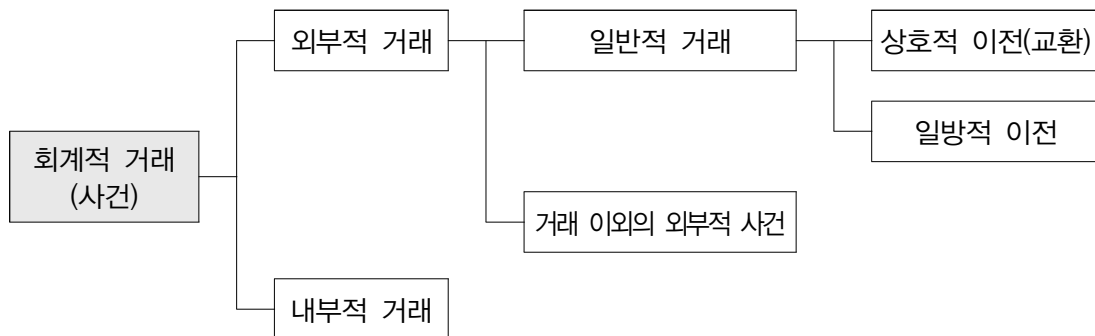 외부적 거래
일반적 거래
상호적 이전(교환)
일방적 이전
회계적 거래
(사건)
거래 이외의 외부적 사건
내부적 거래